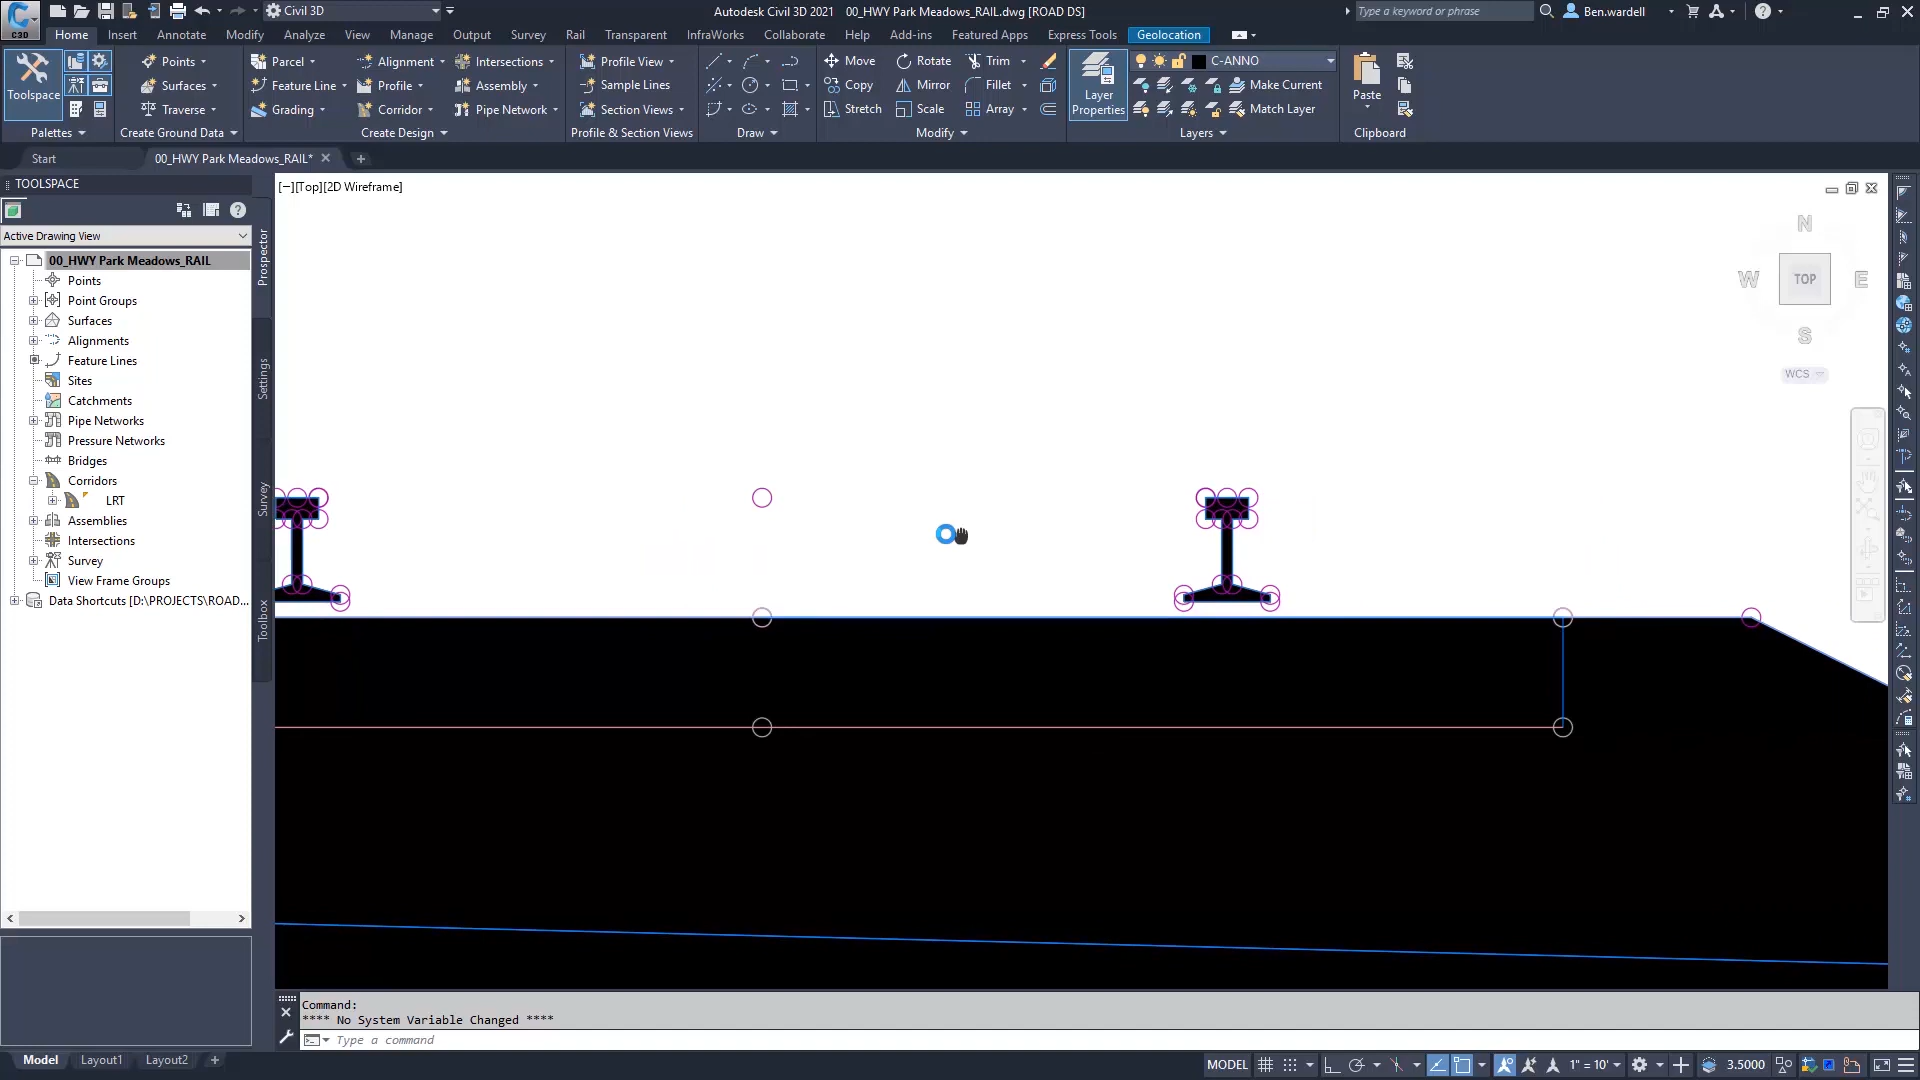 Civil 3D
Autodesk Civil 3D 2021 00_HWY Park Meadows_RAIL.dwg [ROAD DS]
Type a keyword or phrase
Ben.wardell
C3D
Home Insert Annotate Modify Analyze View Manage Output Survey Rail Transparent InfraWorks Collaborate Help Add-ins Featured Apps Express Tools Geolocation
Toolspace
Palettes
Points
Surfaces
Traverse
Create Ground Data
Parcel
Feature Line
Grading
Alignment
Profile
Corridor
Intersections
Assembly
Pipe Network
Create Design
Profile View
Sample Lines
Section Views
Profile & Section Views
Draw
Move
Copy
Stretch
Rotate
Mirror
Scale
Trim
Fillet
Array
Modify
Layer
Properties
C-ANNO
Make Current
Match Layer
Layers
Paste
Clipboard
Start
00_HWY Park Meadows_RAIL*
TOOLSPACE
Active Drawing View
00_HWY Park Meadows_RAIL
Points
Point Groups
Surfaces
Alignments
Feature Lines
Sites
Catchments
Pipe Networks
Pressure Networks
Bridges
Corridors
LRT
Assemblies
Intersections
Survey
View Frame Groups
Data Shortcuts [D:\PROJECTS\ROAD...
Prospector
Settings
Survey
Toolbox
[−][Top][2D Wireframe]
N
W
TOP
E
S
WCS
Command:
**** No System Variable Changed ****
Type a command
Model Layout1 Layout2 +
MODEL
1" = 10'
3.5000